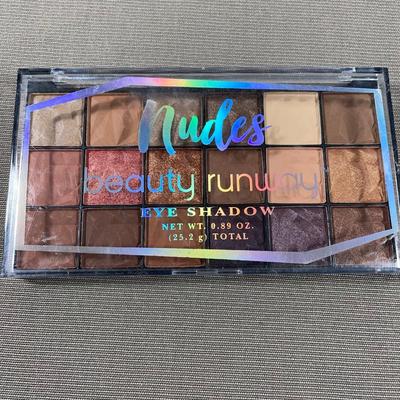 Nudes
beauty runway
EYE SHADOW
NET WT. 0.89 OZ.
(25.2 g) TOTAL